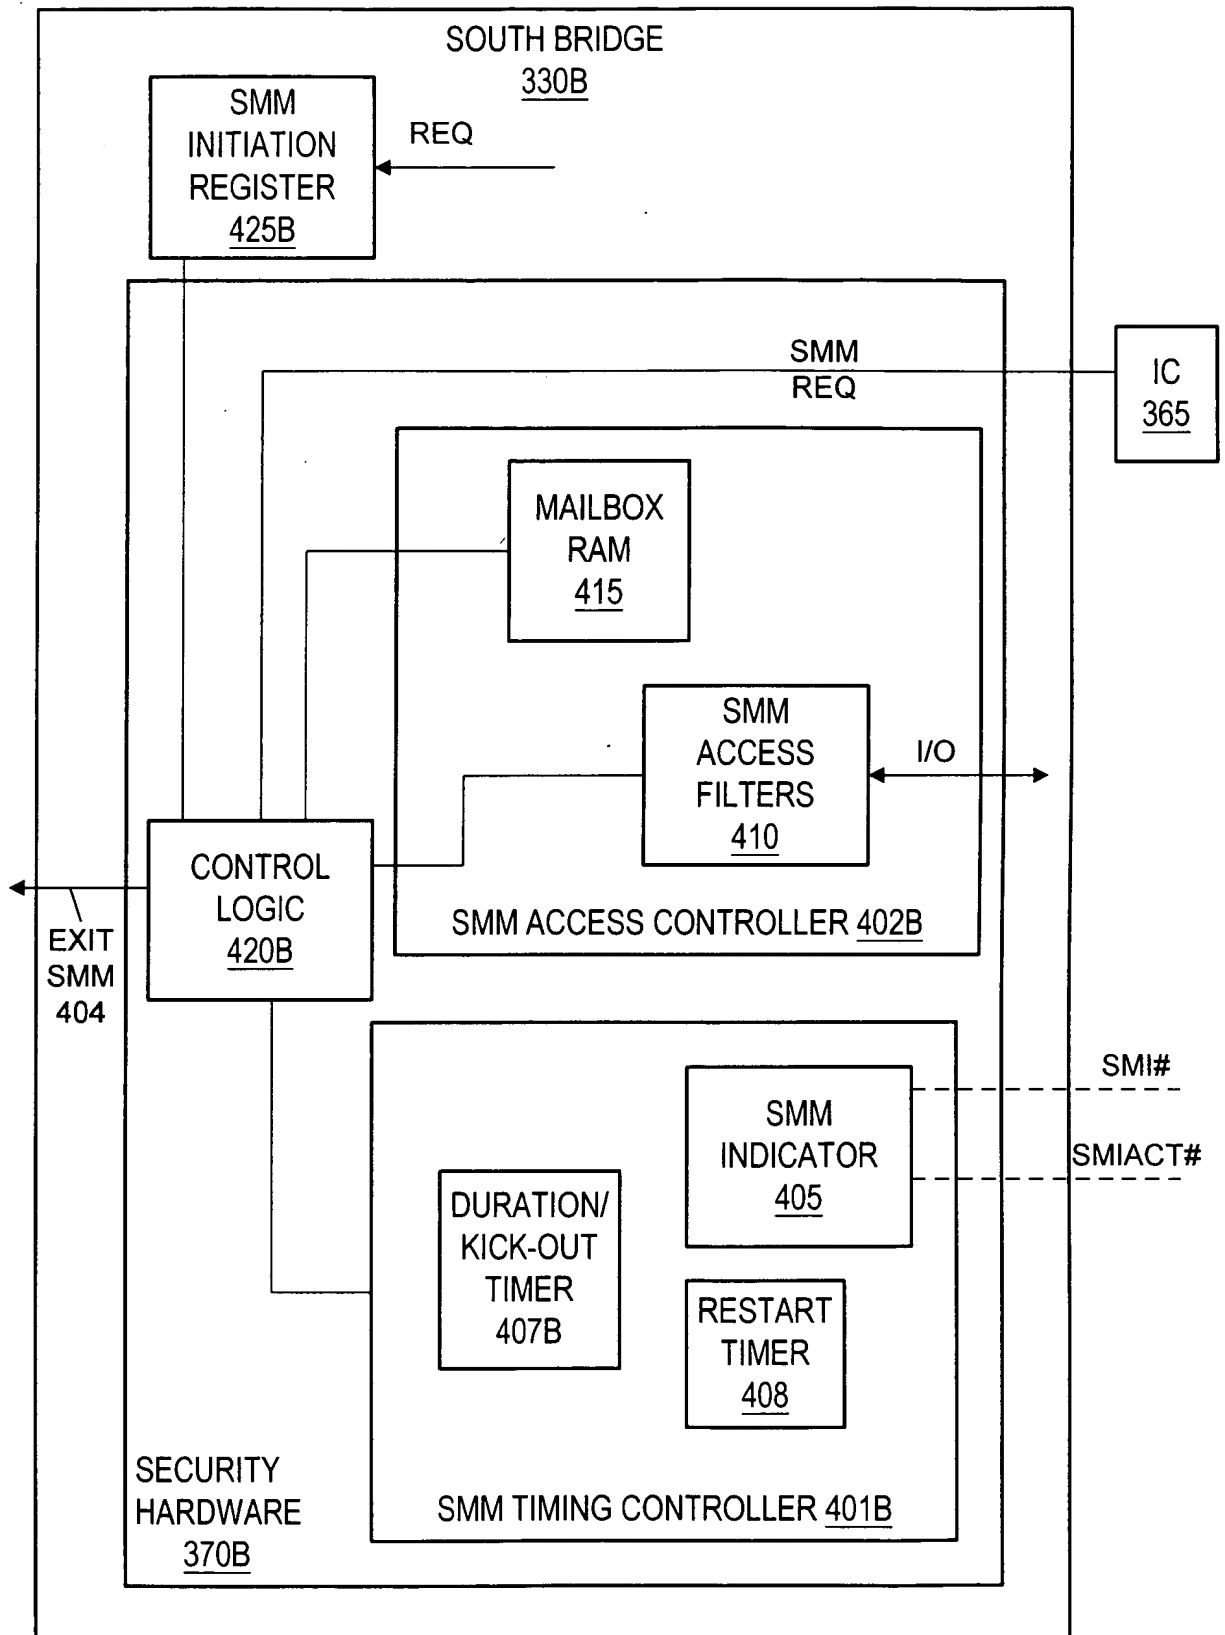 SOUTH BRIDGE
330B
SMM
INITIATION
REGISTER
425B
REQ
SMM
REQ
IC
365
MAILBOX
RAM
415
SMM
ACCESS
FILTERS
410
I/O
CONTROL
LOGIC
420B
SMM ACCESS CONTROLLER 402B
EXIT
SMM
404
SMI#
SMM
INDICATOR
405
SMIACT#
DURATION/
KICK-OUT
TIMER
407B
RESTART
TIMER
408
SECURITY
HARDWARE
370B
SMM TIMING CONTROLLER 401B